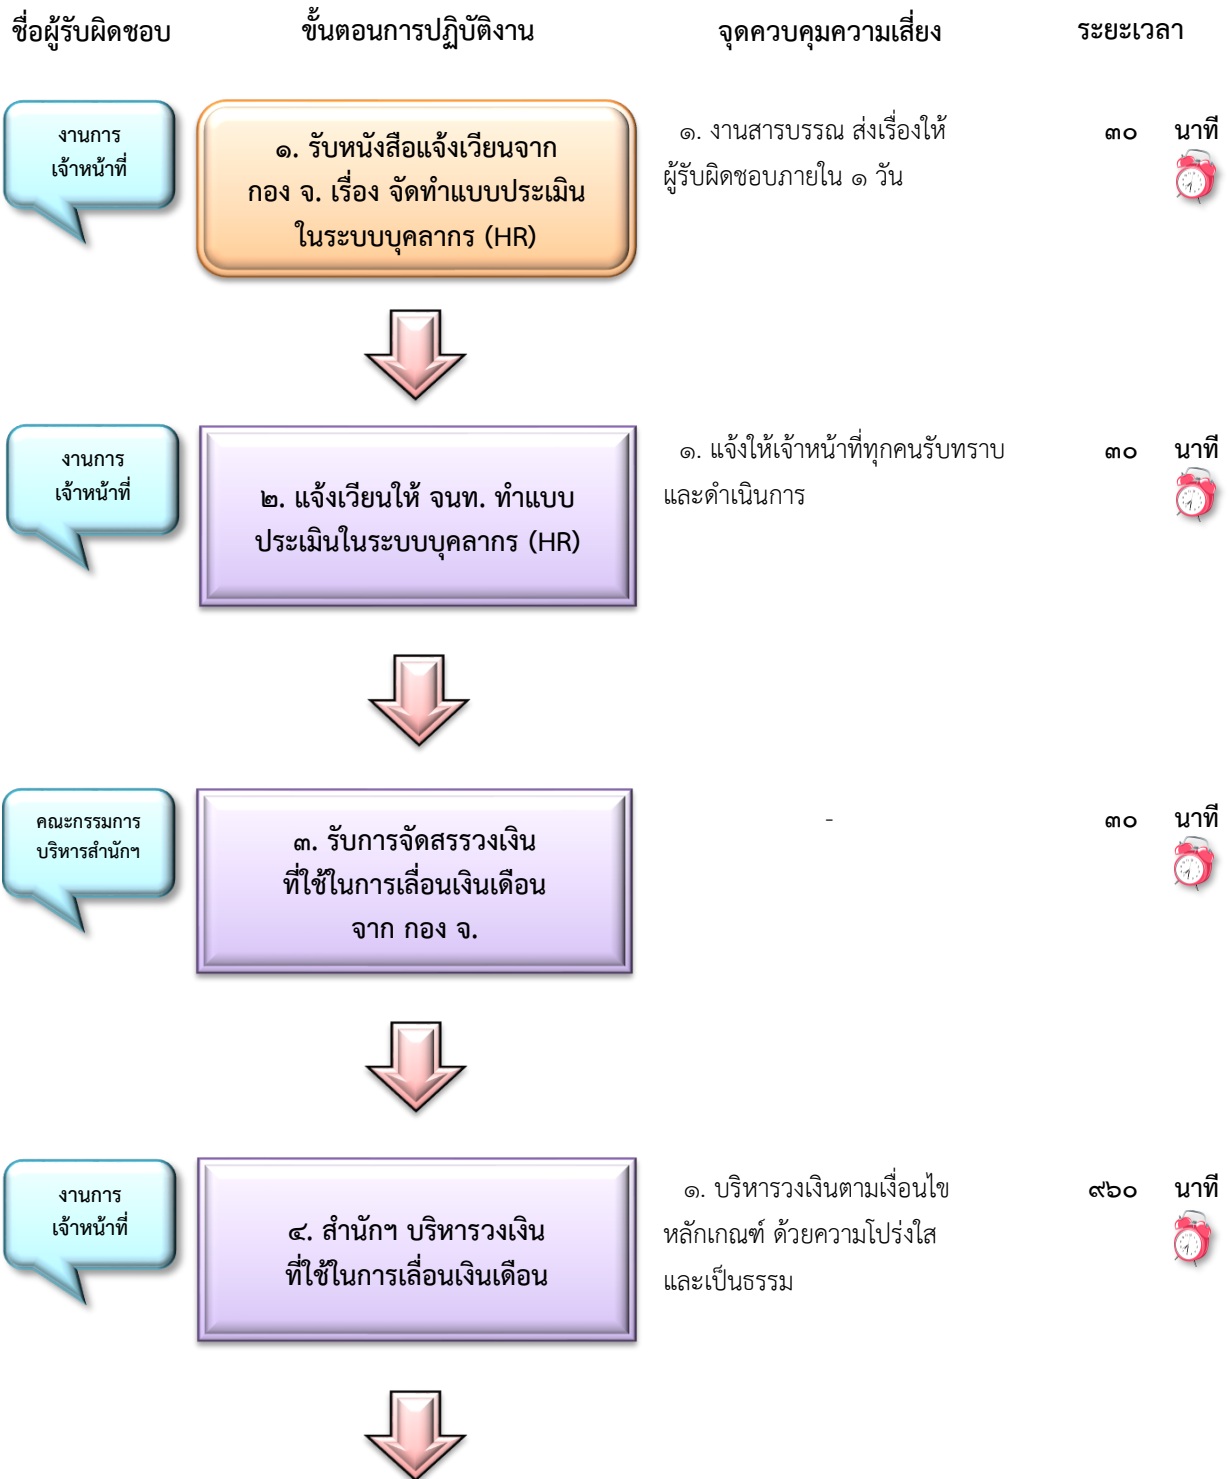 ชื่อผู้รับผิดชอบ ขั้นตอนการปฏิบัติงาน จุดควบคุมความเสี่ยง ระยะเวลา
งานการ
เจ้าหน้าที่
๑. รับหนังสือแจ้งเวียนจาก
กอง จ. เรื่อง จัดทำแบบประเมิน
ในระบบบุคลากร (HR)
๑. งานสารบรรณ ส่งเรื่องให้
ผู้รับผิดชอบภายใน ๑ วัน
๓๐ นาที
งานการ
เจ้าหน้าที่
๒. แจ้งเวียนให้ จนท. ทำแบบ
ประเมินในระบบบุคลากร (HR)
๑. แจ้งให้เจ้าหน้าที่ทุกคนรับทราบ
และดำเนินการ
๓๐ นาที
คณะกรรมการ
บริหารสำนักฯ
๓. รับการจัดสรรวงเงิน
ที่ใช้ในการเลื่อนเงินเดือน
จาก กอง จ.
-
๓๐ นาที
งานการ
เจ้าหน้าที่
๔. สำนักฯ บริหารวงเงิน
ที่ใช้ในการเลื่อนเงินเดือน
๑. บริหารวงเงินตามเงื่อนไข
หลักเกณฑ์ ด้วยความโปร่งใส
และเป็นธรรม
๙๖๐ นาที